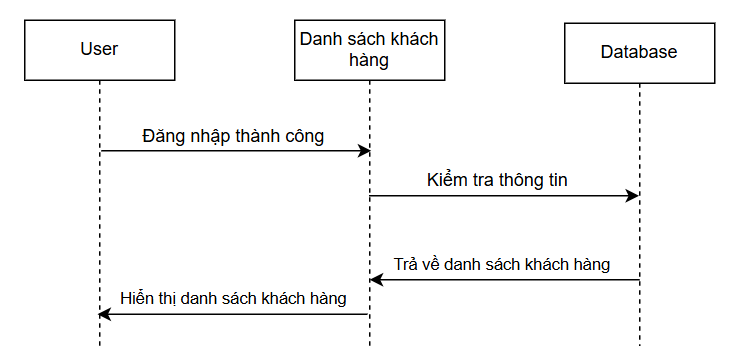 User
Danh sách khách
hàng
Database
Đăng nhập thành công
Kiểm tra thông tin
Trả về danh sách khách hàng
Hiển thị danh sách khách hàng